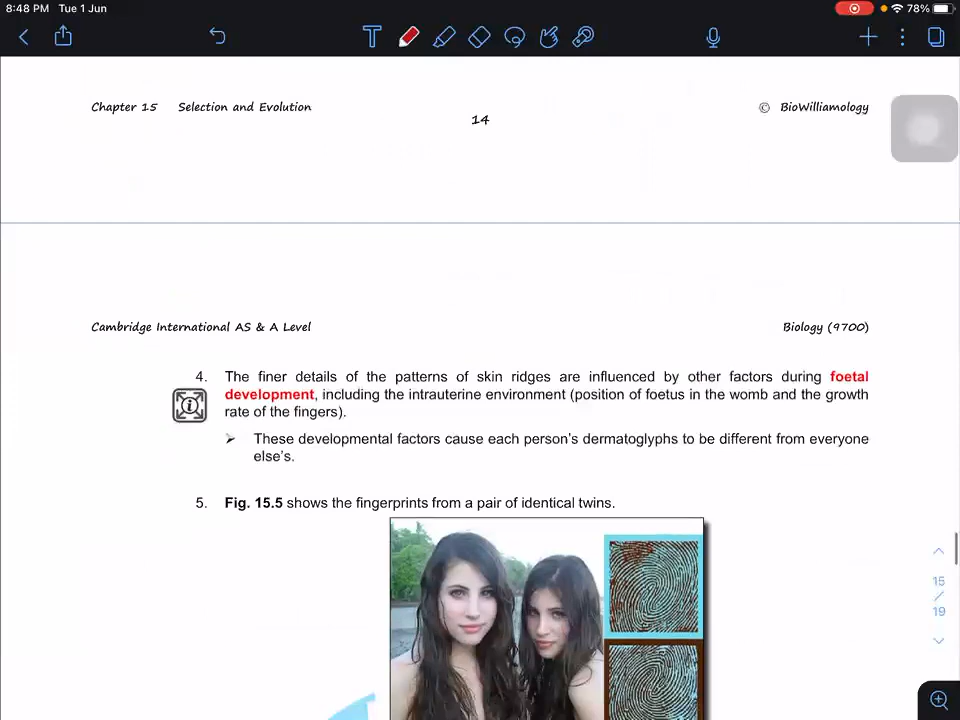 8:48 PM Tue 1 Jun 78%
T
Chapter 15 Selection and Evolution © BioWilliamology
14
Cambridge International AS & A Level Biology (9700)
4. The finer details of the patterns of skin ridges are influenced by other factors during foetal
development, including the intrauterine environment (position of foetus in the womb and the growth
rate of the fingers).
➢ These developmental factors cause each person's dermatoglyphs to be different from everyone
else's.
5. Fig. 15.5 shows the fingerprints from a pair of identical twins.
15
/
19